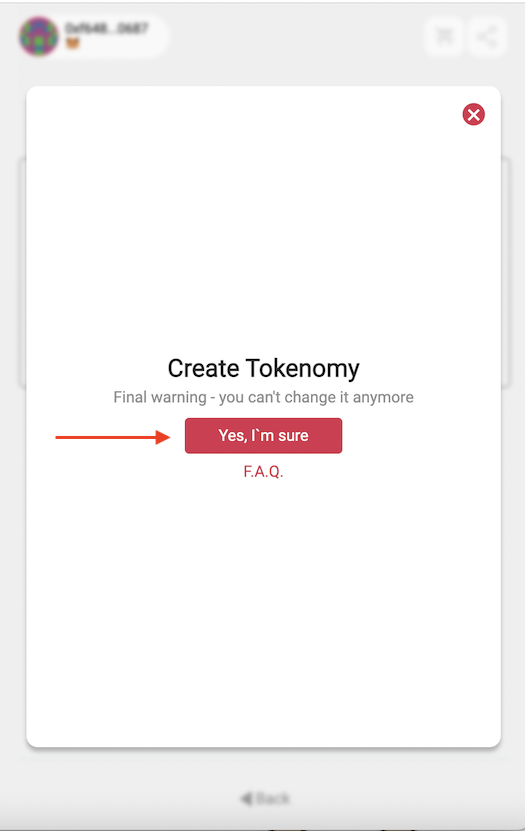 0xf648...0687
Create Tokenomy
Final warning - you can't change it anymore
Yes, I`m sure
F.A.Q.
Back